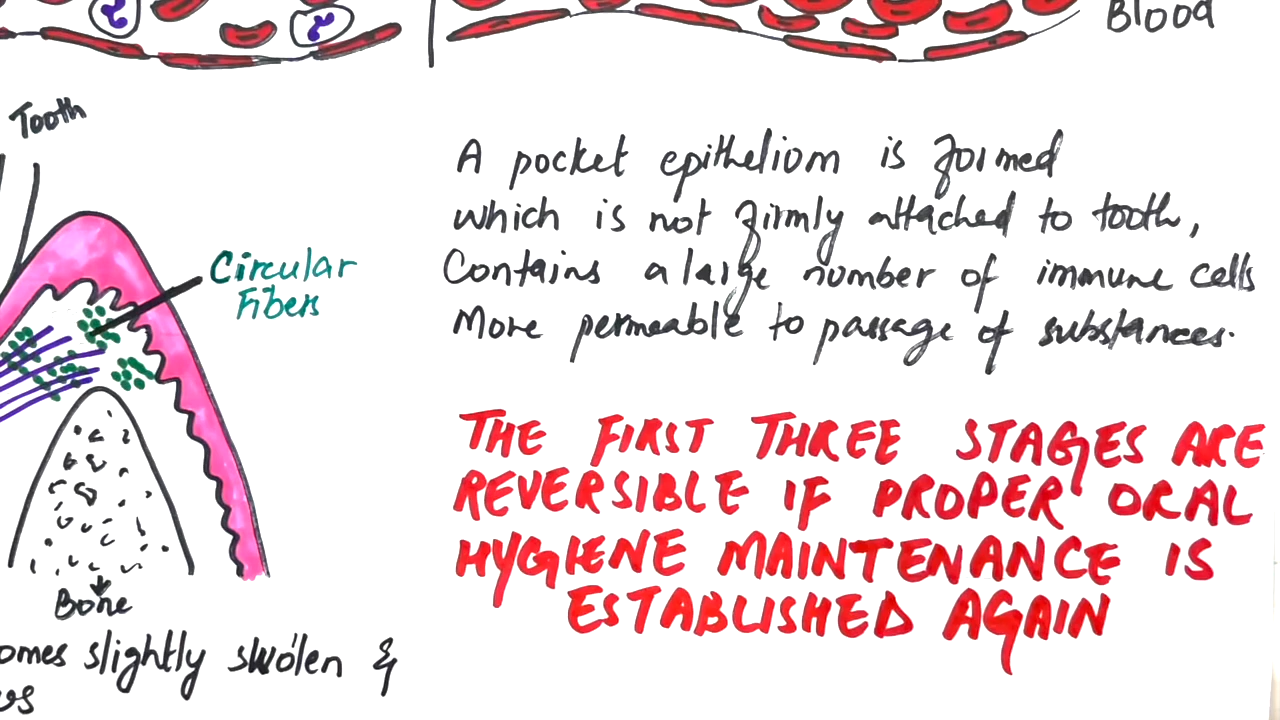 Blood
Tooth
A pocket epitheliom is formed
which is not firmly attached to tooth,
Contains a large number of immune cells
More permeable to passage of substances.
Circular
Fibers
THE FIRST THREE STAGES ARE
REVERSIBLE IF PROPER ORAL
HYGIENE MAINTENANCE IS
ESTABLISHED AGAIN
Bone
omes slightly swolen &